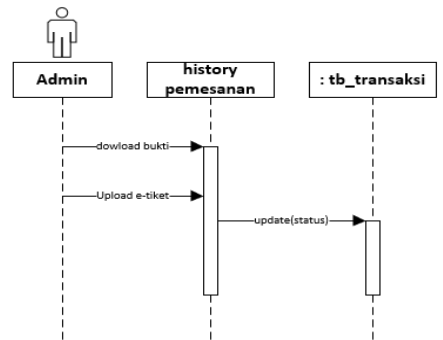 Admin
history
pemesanan
: tb_transaksi
dowload bukti
Upload e-tiket
update(status)